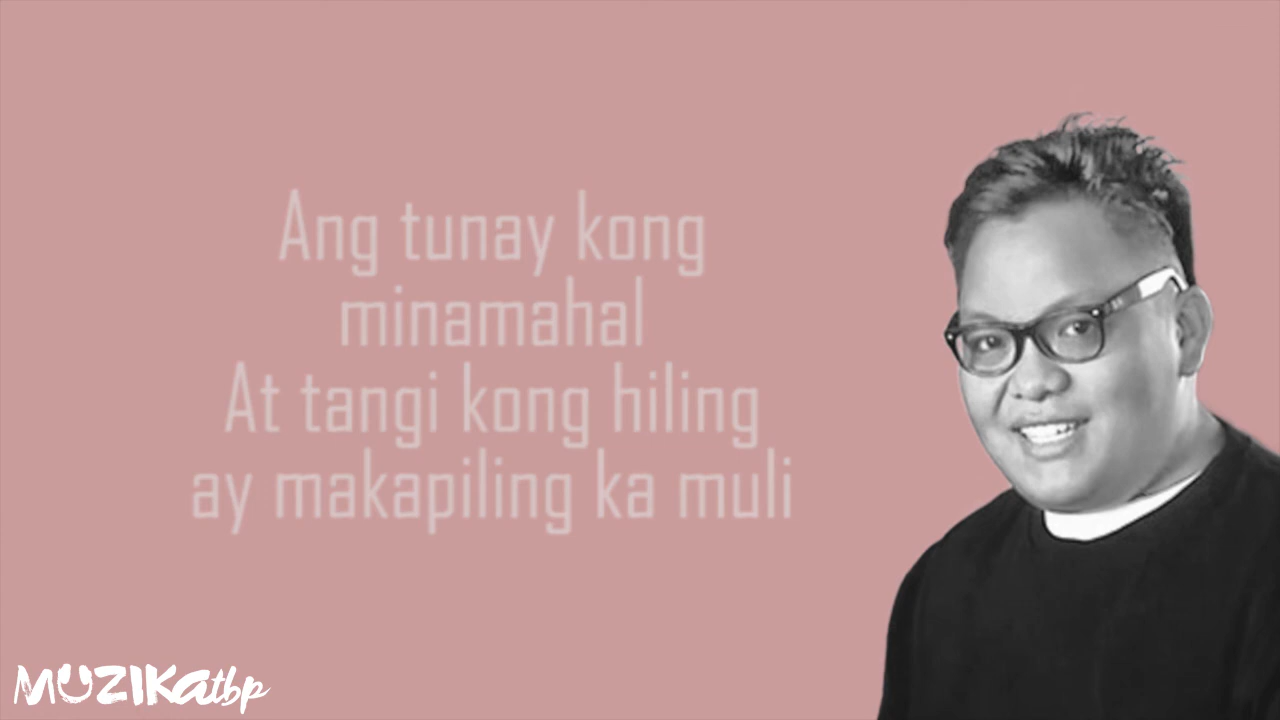 Ang tunay kong
minamahal
At tangi kong hiling
ay makapiling ka muli
MUZIKAtbp